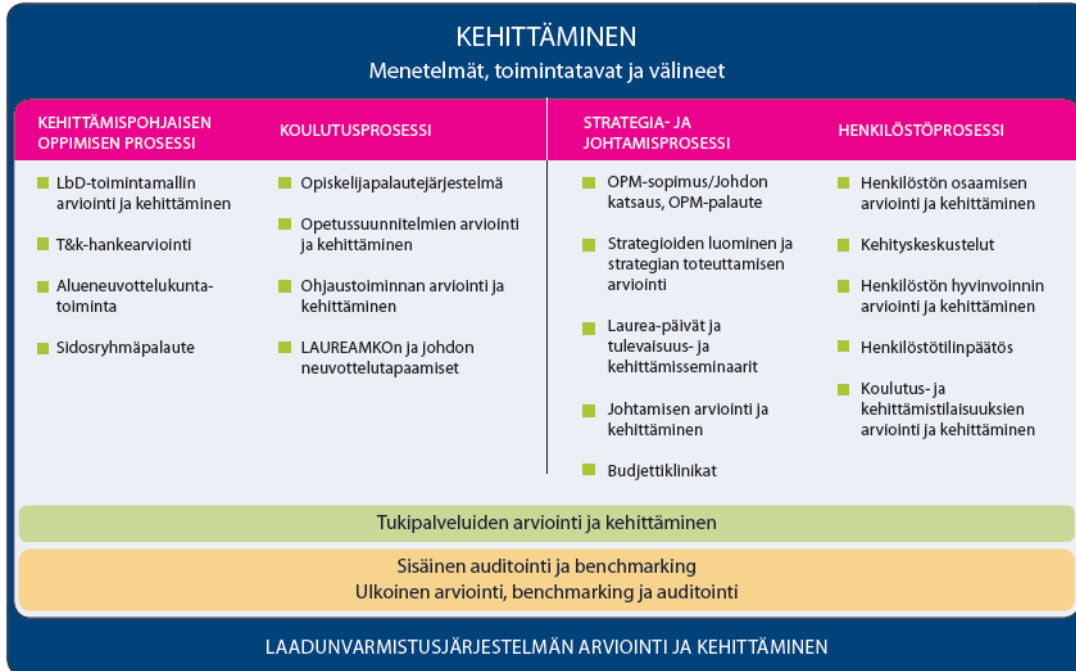 KEHITTÄMINEN
Menetelmät, toimintatavat ja välineet
KEHITTÄMISPOHJAISEN
OPPIMISEN PROSESSI
LbD-toimintamallin
arviointi ja kehittäminen
T&k-hankearviointi
Alueneuvottelukunta-
toiminta
Sidosryhmäpalaute
KOULUTUSPROSESSI
Opiskelijapalautejärjestelmä
Opetussuunnitelmien arviointi
ja kehittäminen
Ohjaustoiminnan arviointi ja
kehittäminen
LAUREAMKOn ja johdon
neuvottelutapaamiset
STRATEGIA- JA
JOHTAMISPROSESSI
OPM-sopimus/Johdon
katsaus, OPM-palaute
Strategioiden luominen ja
strategian toteuttamisen
arviointi
Laurea-päivät ja
tulevaisuus- ja
kehittämisseminaarit
Johtamisen arviointi ja
kehittäminen
Budjettiklinikat
HENKILÖSTÖPROSESSI
Henkilöstön osaamisen
arviointi ja kehittäminen
Kehityskeskustelut
Henkilöstön hyvinvoinnin
arviointi ja kehittäminen
Henkilöstötilinpäätös
Koulutus- ja
kehittämistilaisuuksien
arviointi ja kehittäminen
Tukipalveluiden arviointi ja kehittäminen
Sisäinen auditointi ja benchmarking
Ulkoinen arviointi, benchmarking ja auditointi
LAADUNVARMISTUSJÄRJESTELMÄN ARVIOINTI JA KEHITTÄMINEN